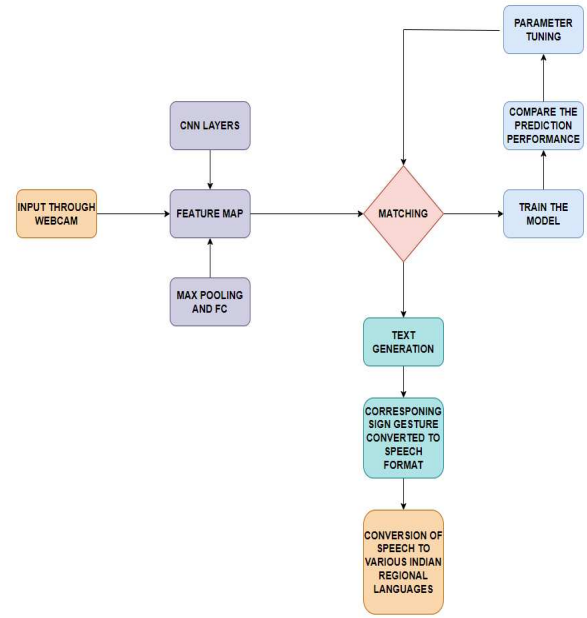 PARAMETER
TUNING
CNN LAYERS
COMPARE THE
PREDICTION
PERFORMANCE
INPUT THROUGH
WEBCAM
FEATURE MAP
MATCHING
TRAIN THE
MODEL
MAX POOLING
AND FC
TEXT
GENERATION
CORRESPONING
SIGN GESTURE
CONVERTED TO
SPEECH
FORMAT
CONVERSION OF
SPEECH TO
VARIOUS INDIAN
REGIONAL
LANGUAGES